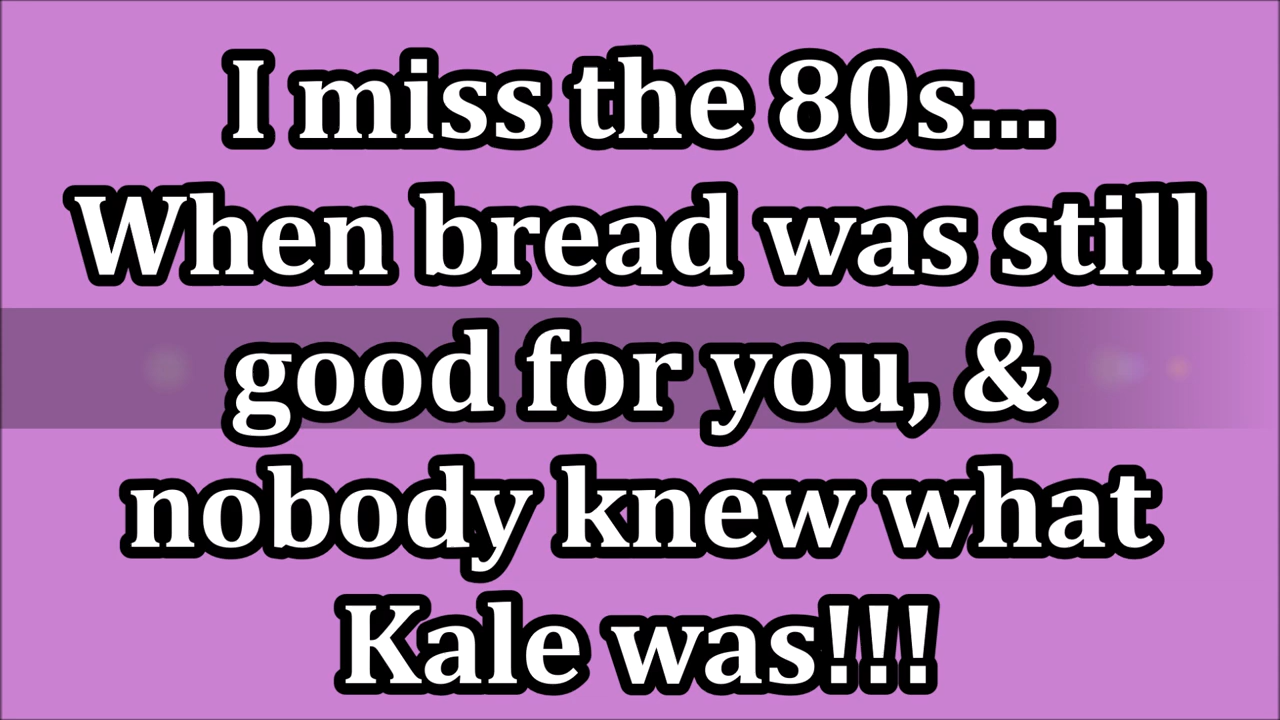 I miss the 80s...
When bread was still
good for you, &
nobody knew what
Kale was!!!